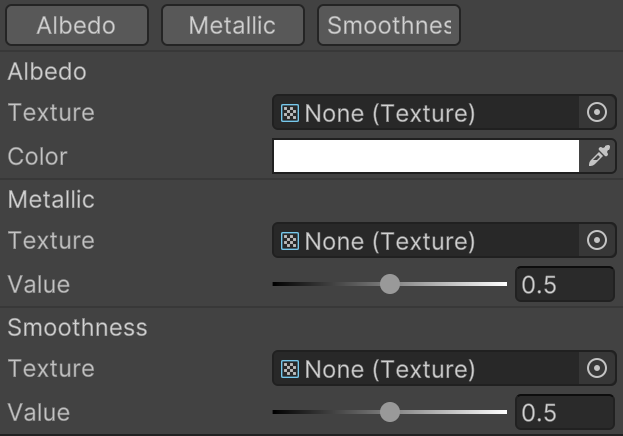 Albedo Metallic Smoothnes
Albedo
Texture None (Texture)
Color
Metallic
Texture None (Texture)
Value 0.5
Smoothness
Texture None (Texture)
Value 0.5